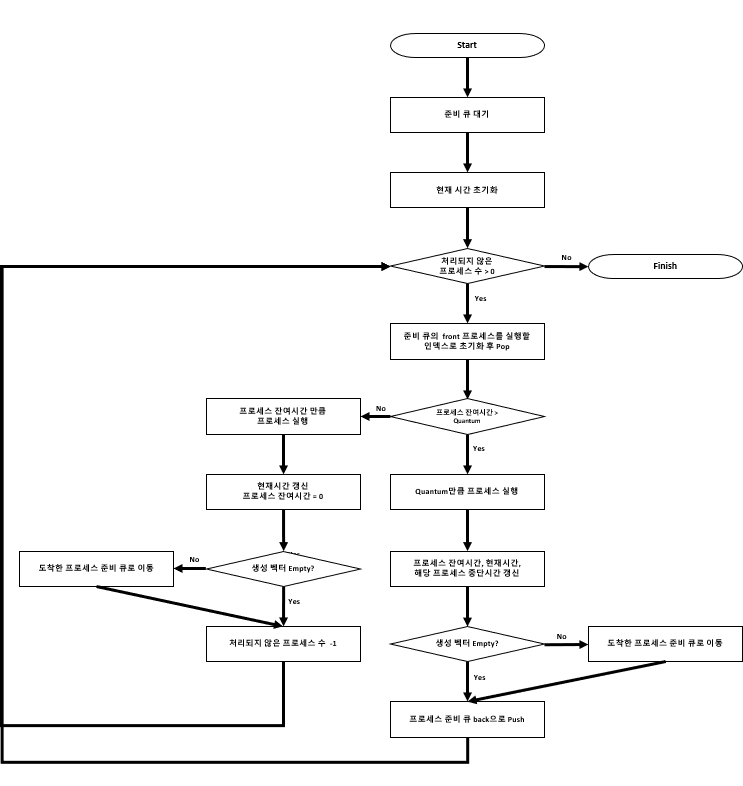 Start
준비 큐 대기
현재 시간 초기화
처리되지 않은
프로세스 수 > 0
No
Finish
Yes
준비 큐의 front 프로세스를 실행할
인덱스로 초기화 후 Pop
프로세스 잔여시간 >
Quantum
No
프로세스 잔여시간 만큼
프로세스 실행
Yes
현재시간 갱신
프로세스 잔여시간 = 0
Quantum만큼 프로세스 실행
생성 벡터 Empty?
No
도착한 프로세스 준비 큐로 이동
Yes
프로세스 잔여시간, 현재시간,
해당 프로세스 중단시간 갱신
처리되지 않은 프로세스 수 -1
생성 벡터 Empty?
No
도착한 프로세스 준비 큐로 이동
Yes
프로세스 준비 큐 back으로 Push